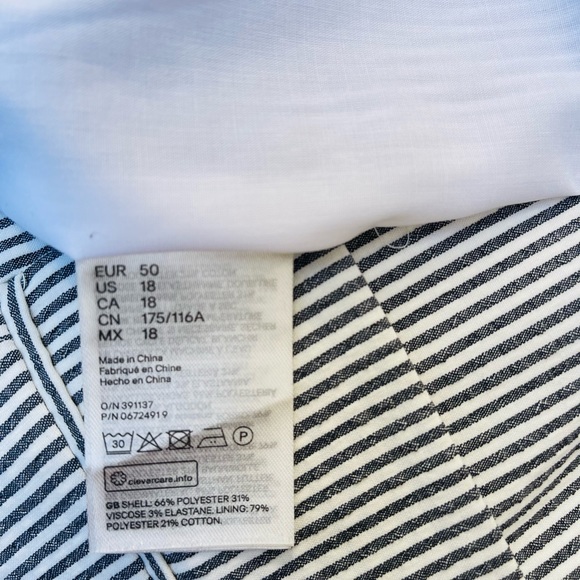 EUR 50
US 18
CA 18
CN 175/116A
MX 18
Made in China
Fabriqué en Chine
Hecho en China
O/N 391137
P/N 06724919
30 P
clevercare.info
GB SHELL: 66% POLYESTER 31%
VISCOSE 3% ELASTANE. LINING: 79%
POLYESTER 21% COTTON.